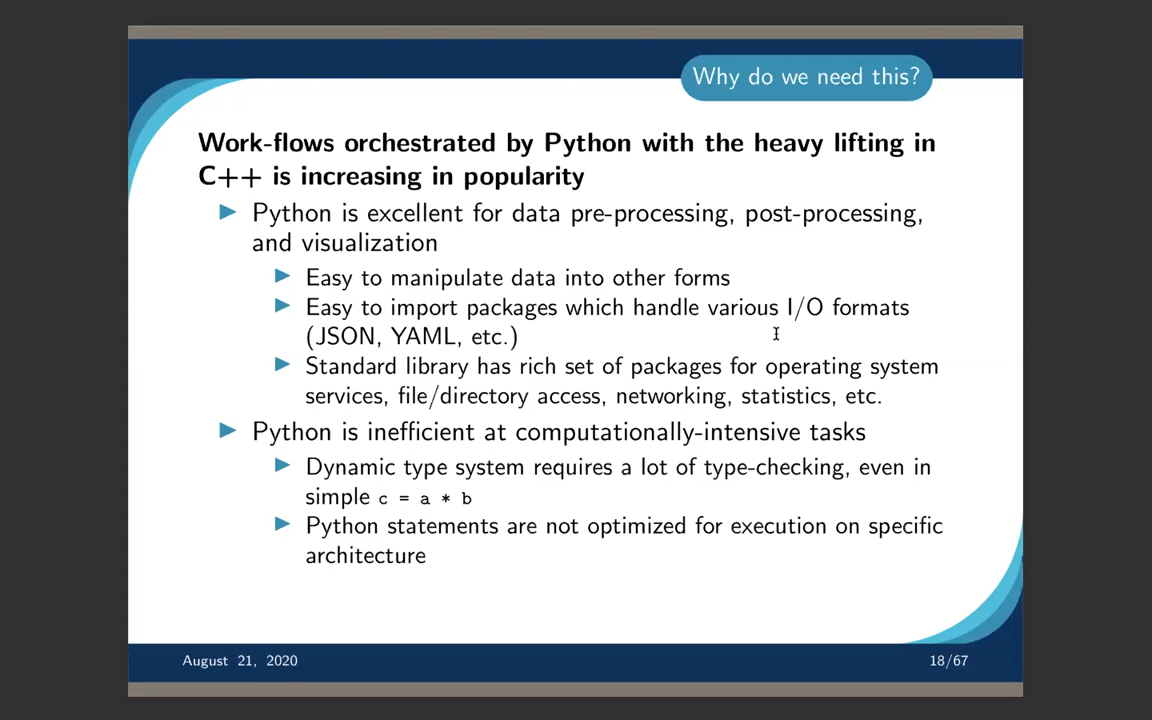 Why do we need this?
Work-flows orchestrated by Python with the heavy lifting in
C++ is increasing in popularity
Python is excellent for data pre-processing, post-processing,
and visualization
Easy to manipulate data into other forms
Easy to import packages which handle various I/O formats
(JSON, YAML, etc.)
Standard library has rich set of packages for operating system
services, file/directory access, networking, statistics, etc.
Python is inefficient at computationally-intensive tasks
Dynamic type system requires a lot of type-checking, even in
simple c = a * b
Python statements are not optimized for execution on specific
architecture
August 21, 2020
18/67